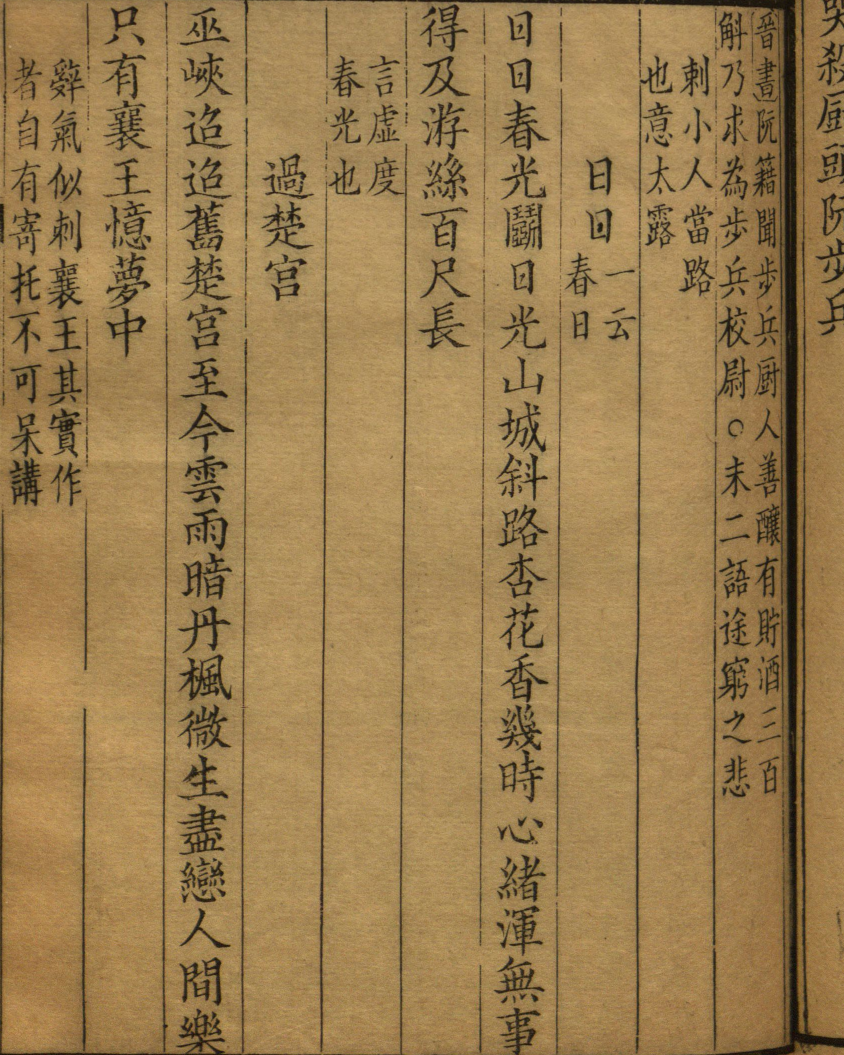 哭殺厨頭阮步兵
晋書阮籍聞步兵厨人善釀有貯酒三百
斛乃求為步兵校尉○末二語途窮之悲
刺小人當路
也意太露
日日
一云
春日
日日春光鬬日光山城斜路杏花香幾時心緒渾無事
得及游絲百尺長
言虚度
春光也
過楚宫
巫峽迢迢舊楚宫至今雲雨暗丹楓微生盡戀人間樂
只有襄王憶夢中
辭氣似刺襄王其實作
者自有寄托不可呆講